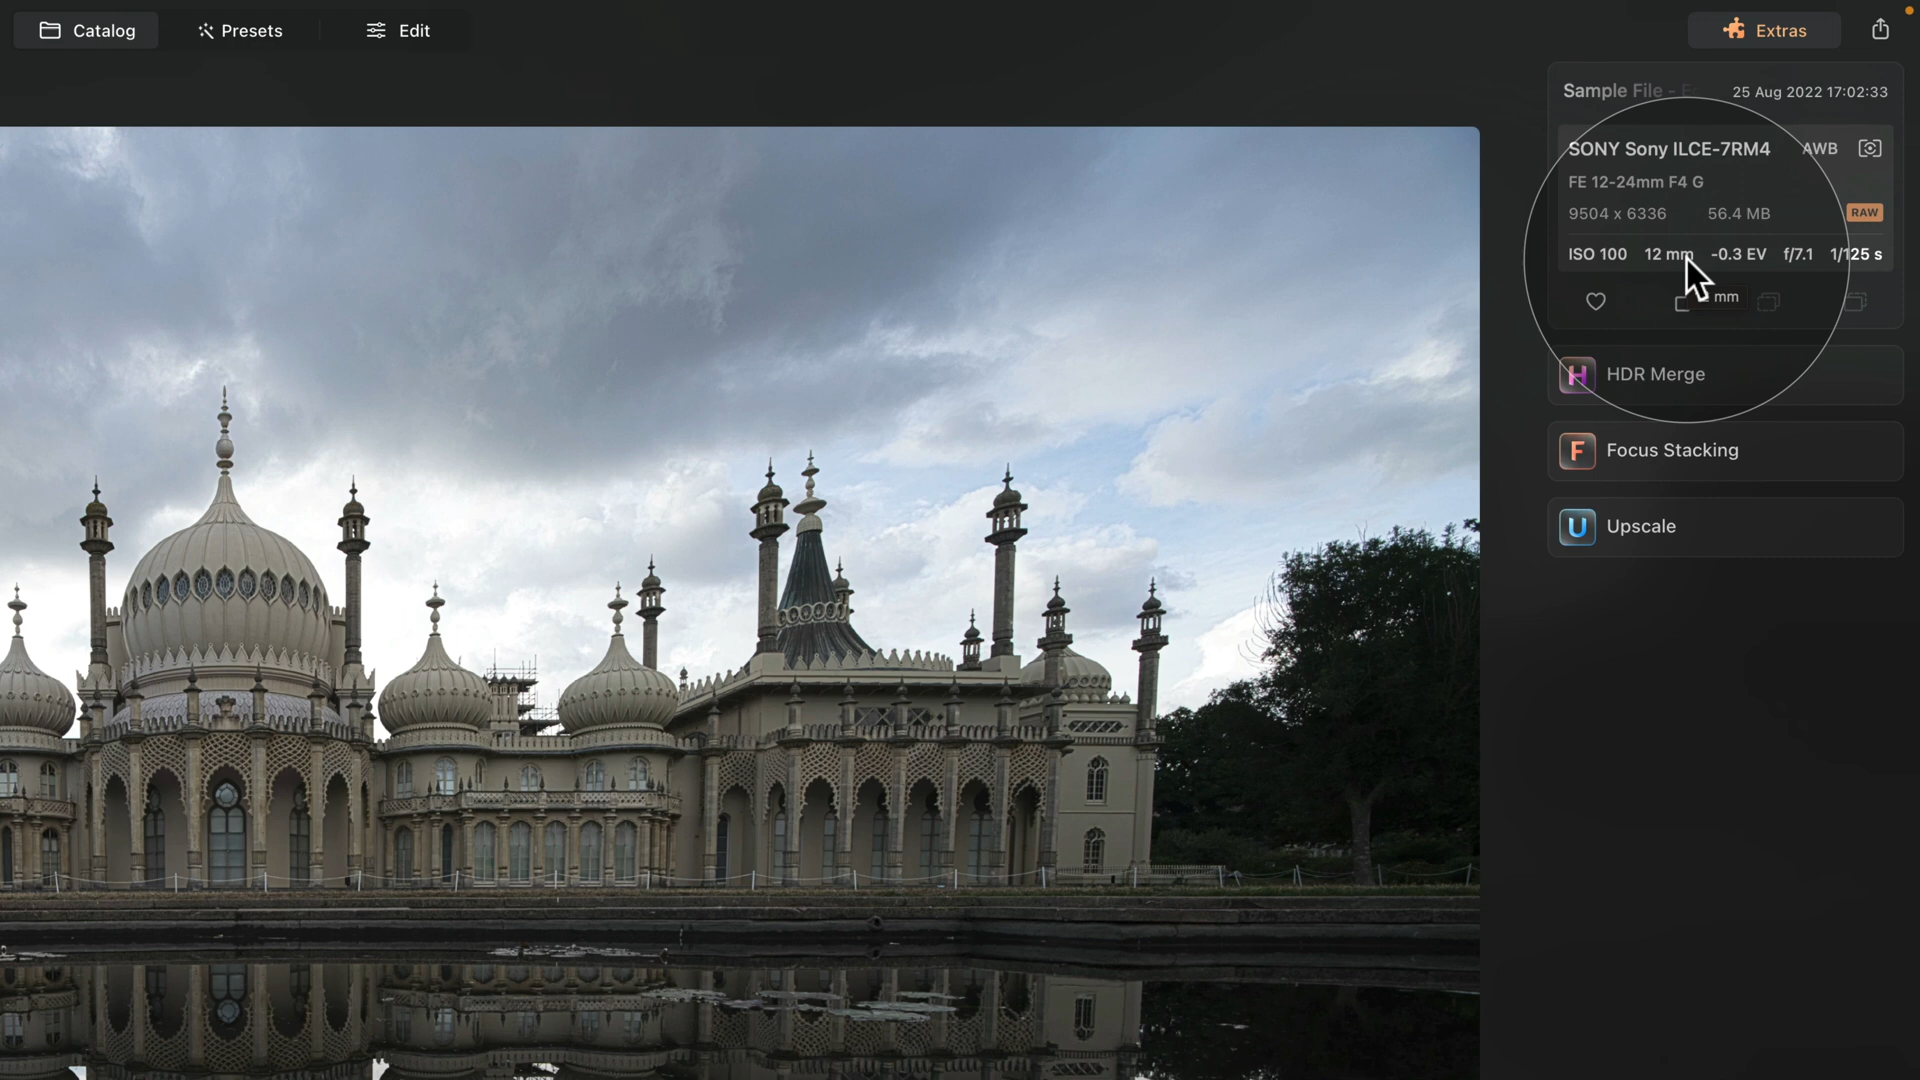 Catalog
Presets
Edit
Extras
Sample File -
25 Aug 2022 17:02:33
SONY Sony ILCE-7RM4 AWB
FE 12-24mm F4 G
9504 x 6336 56.4 MB RAW
ISO 100 12 mm -0.3 EV f/7.1 1/125 s
mm
H HDR Merge
F Focus Stacking
U Upscale